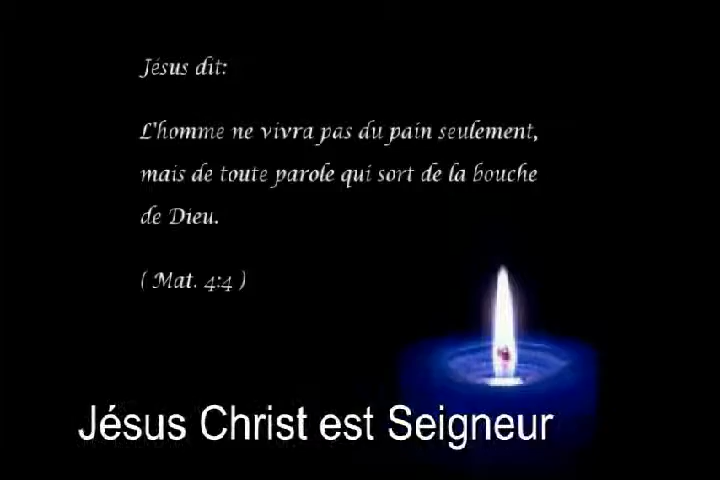 Jésus dit:
L'homme ne vivra pas du pain seulement,
mais de toute parole qui sort de la bouche
de Dieu.
( Mat. 4:4 )
Jésus Christ est Seigneur